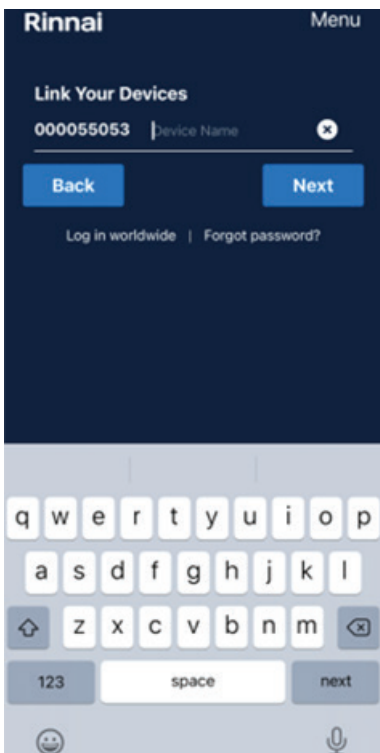 Rinnai Menu
Link Your Devices
000055053 Device Name
Back Next
Log in worldwide | Forgot password?
q w e r t y u i o p
a s d f g h j k l
z x c v b n m
123 space next